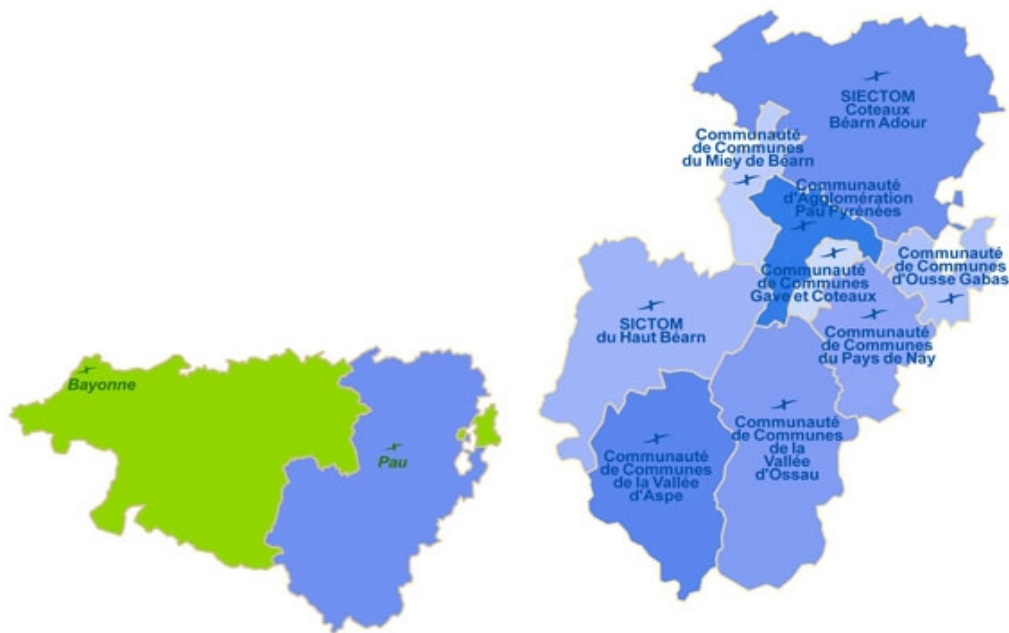 Bayonne
Pau
SIECTOM
Coteaux
Béarn Adour
Communauté
de Communes
du Miey de Béarn
Communauté
d'Agglomération
Pau Pyrénées
Communauté
de Communes
d'Ousse Gabas
Communauté
de Communes
Gave et Coteaux
SICTOM
du Haut Béarn
Communauté
de Communes
du Pays de Nay
Communauté
de Communes
de la
Vallée
d'Ossau
Communauté
de Communes
de la Vallée
d'Aspe